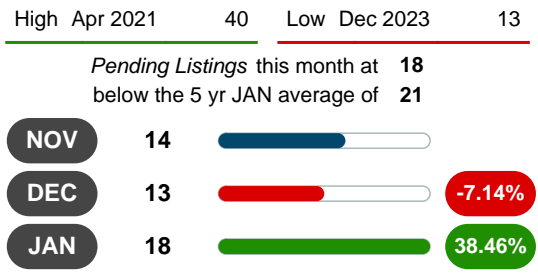 High Apr 2021 40 Low Dec 2023 13
Pending Listings this month at 18
below the 5 yr JAN average of 21
NOV 14
DEC 13 -7.14%
JAN 18 38.46%